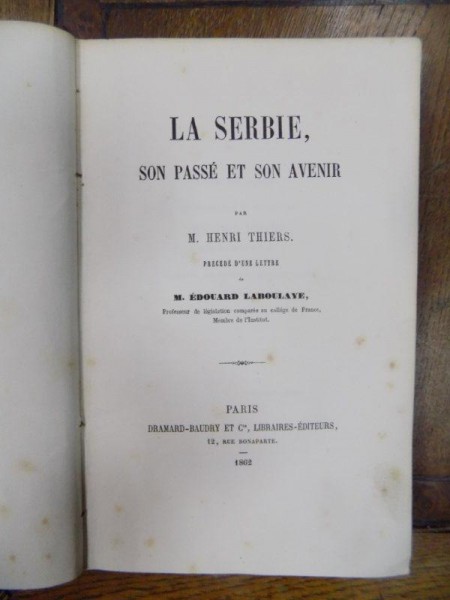 LA SERBIE,
SON PASSÉ ET SON AVENIR
PAR
M. HENRI THIERS.
PRÉCÉDÉ D'UNE LETTRE
DE
M. ÉDOUARD LABOULAYE,
Professeur de législation comparée au collége de France,
Membre de l'Institut.
PARIS
DRAMARD-BAUDRY ET Cie, LIBRAIRES-ÉDITEURS,
12, RUE BONAPARTE.
1862